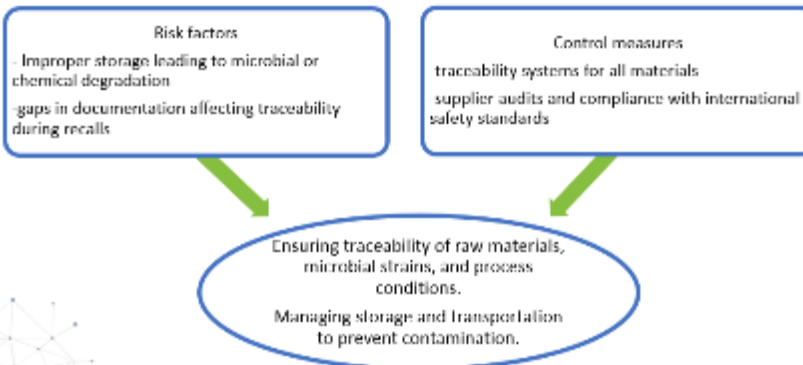 Risk factors
- Improper storage leading to microbial or
chemical degradation
-gaps in documentation affecting traceability
during recalls
Control measures
traceability systems for all materials
supplier audits and compliance with international
safety standards
Ensuring traceability of raw materials,
microbial strains, and process
conditions.
Managing storage and transportation
to prevent contamination.